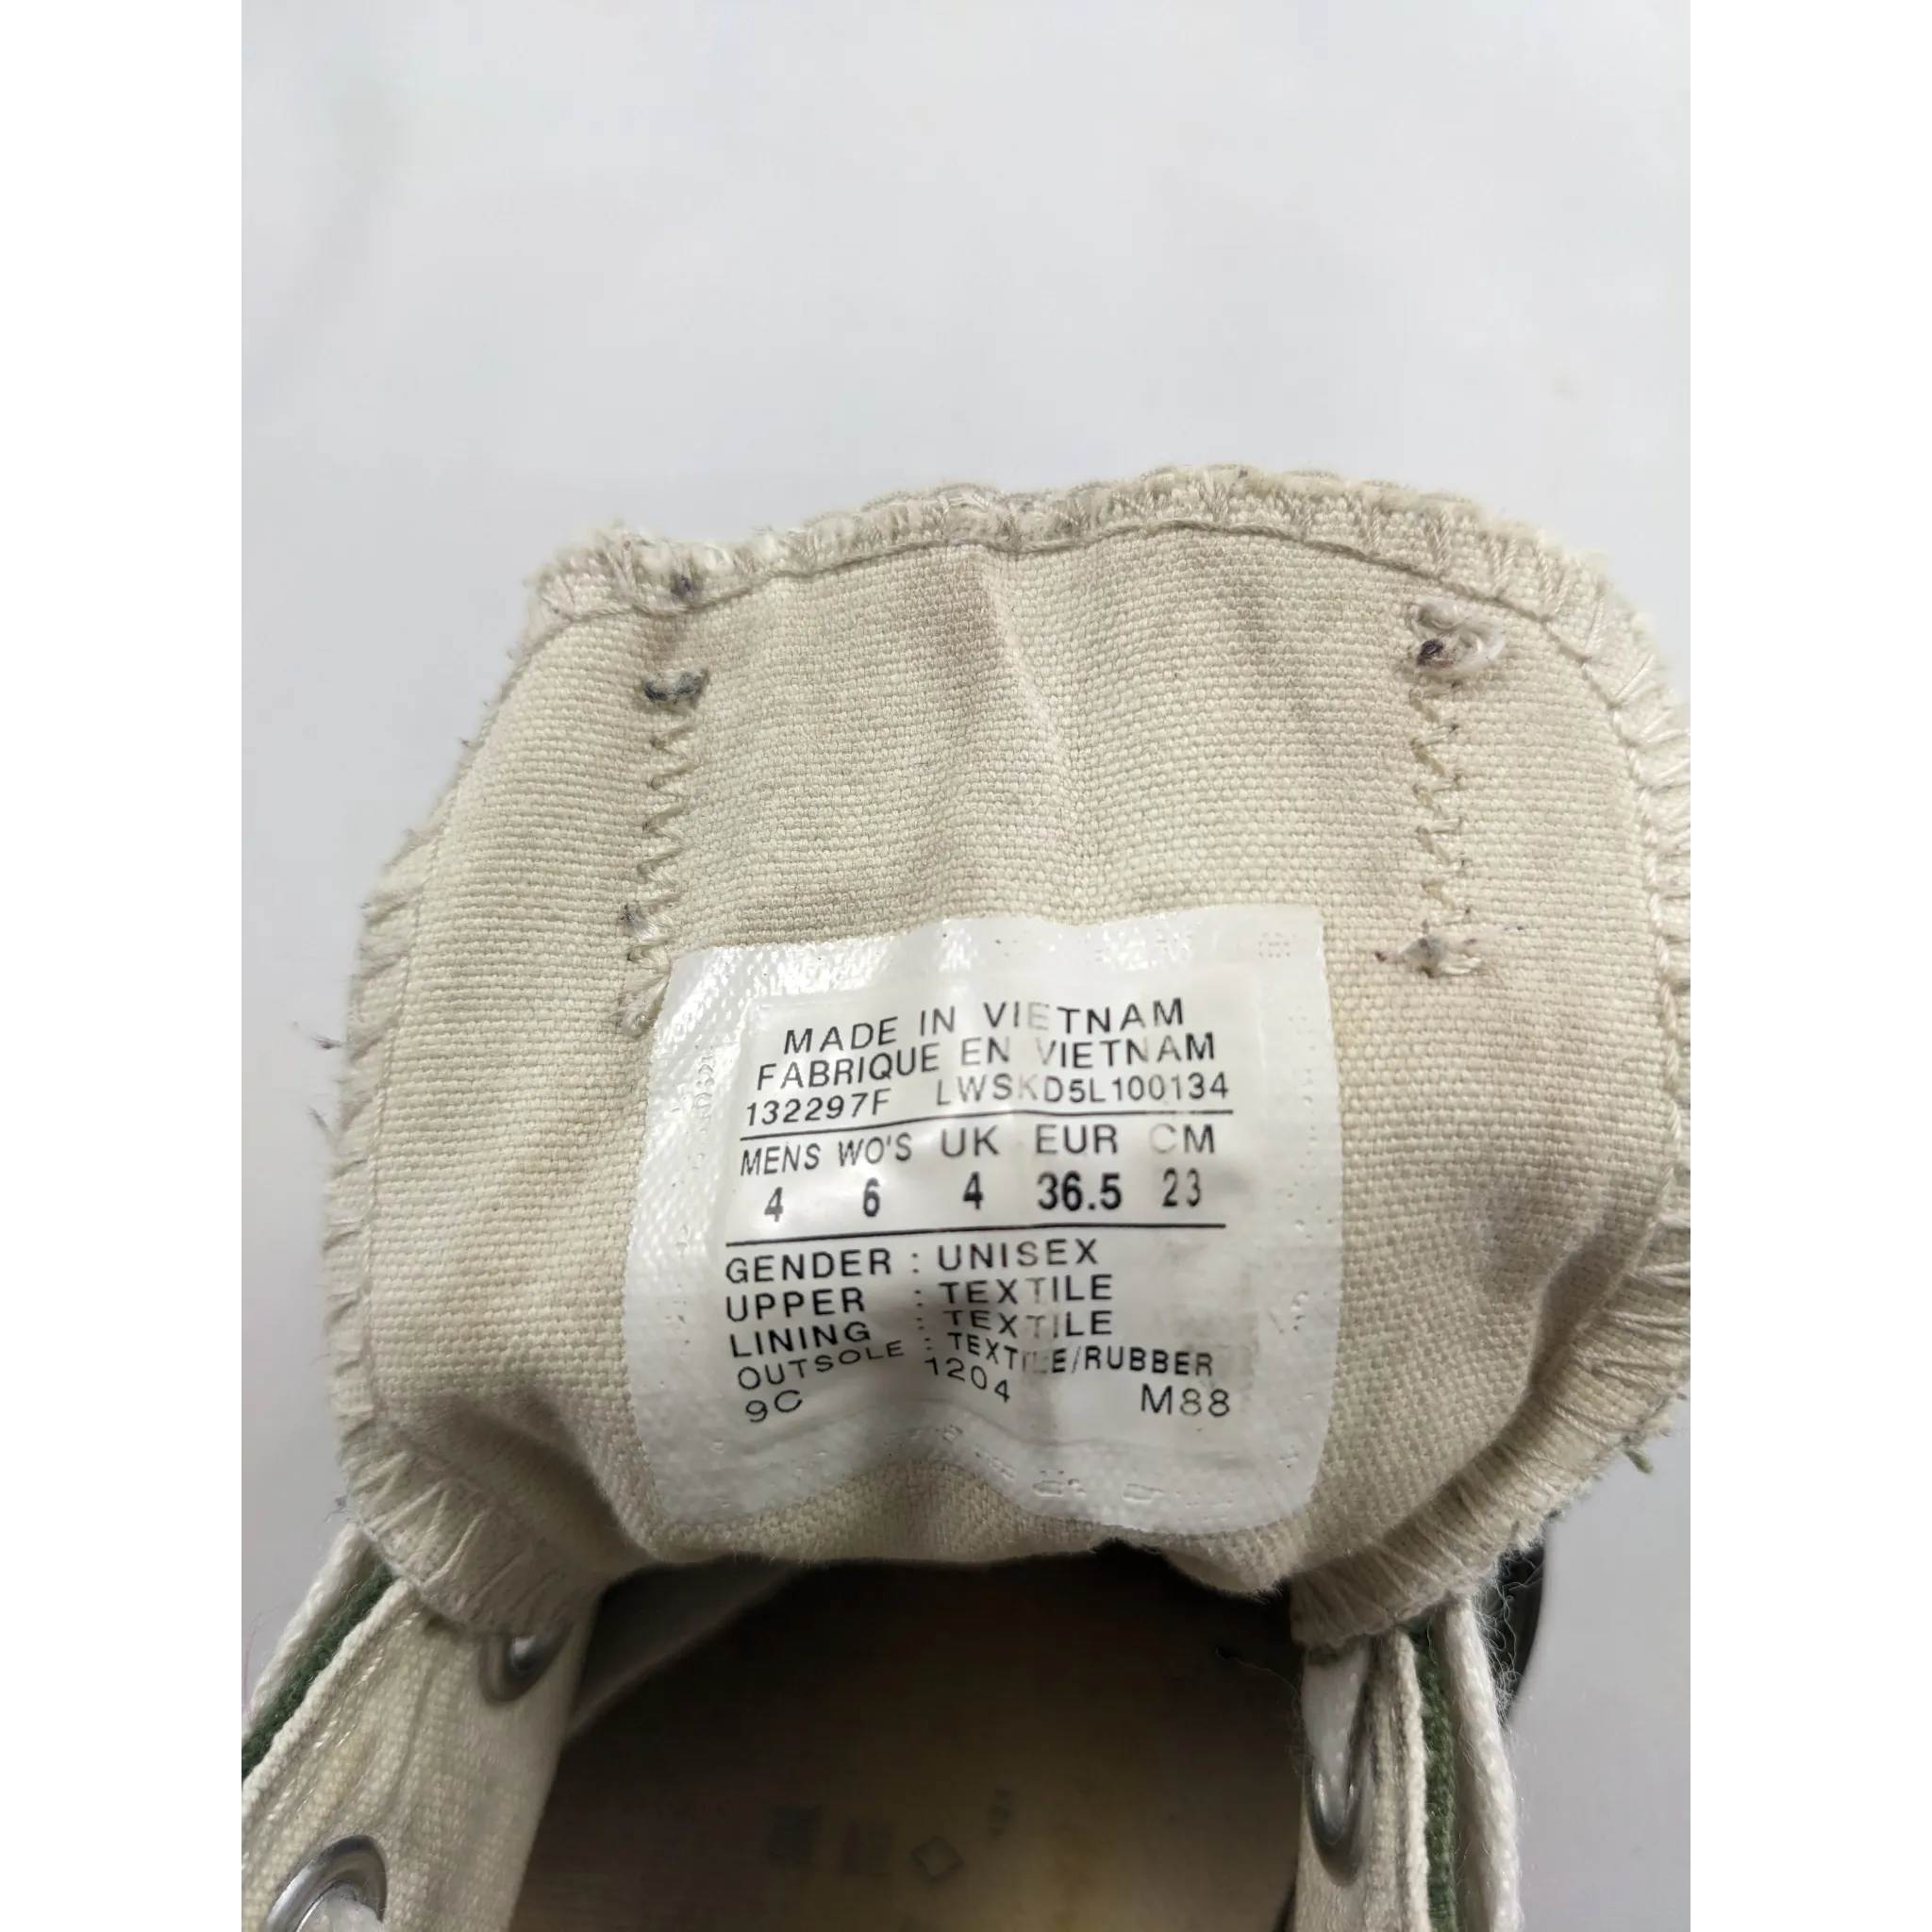 MADE IN VIETNAM
FABRIQUE EN VIETNAM
132297F LWSKD5L100134
MENS WO'S UK EUR CM
4 6 4 36.5 23
GENDER : UNISEX
UPPER : TEXTILE
LINING : TEXTILE
OUTSOLE : TEXTILE/RUBBER
9C 1204 M88